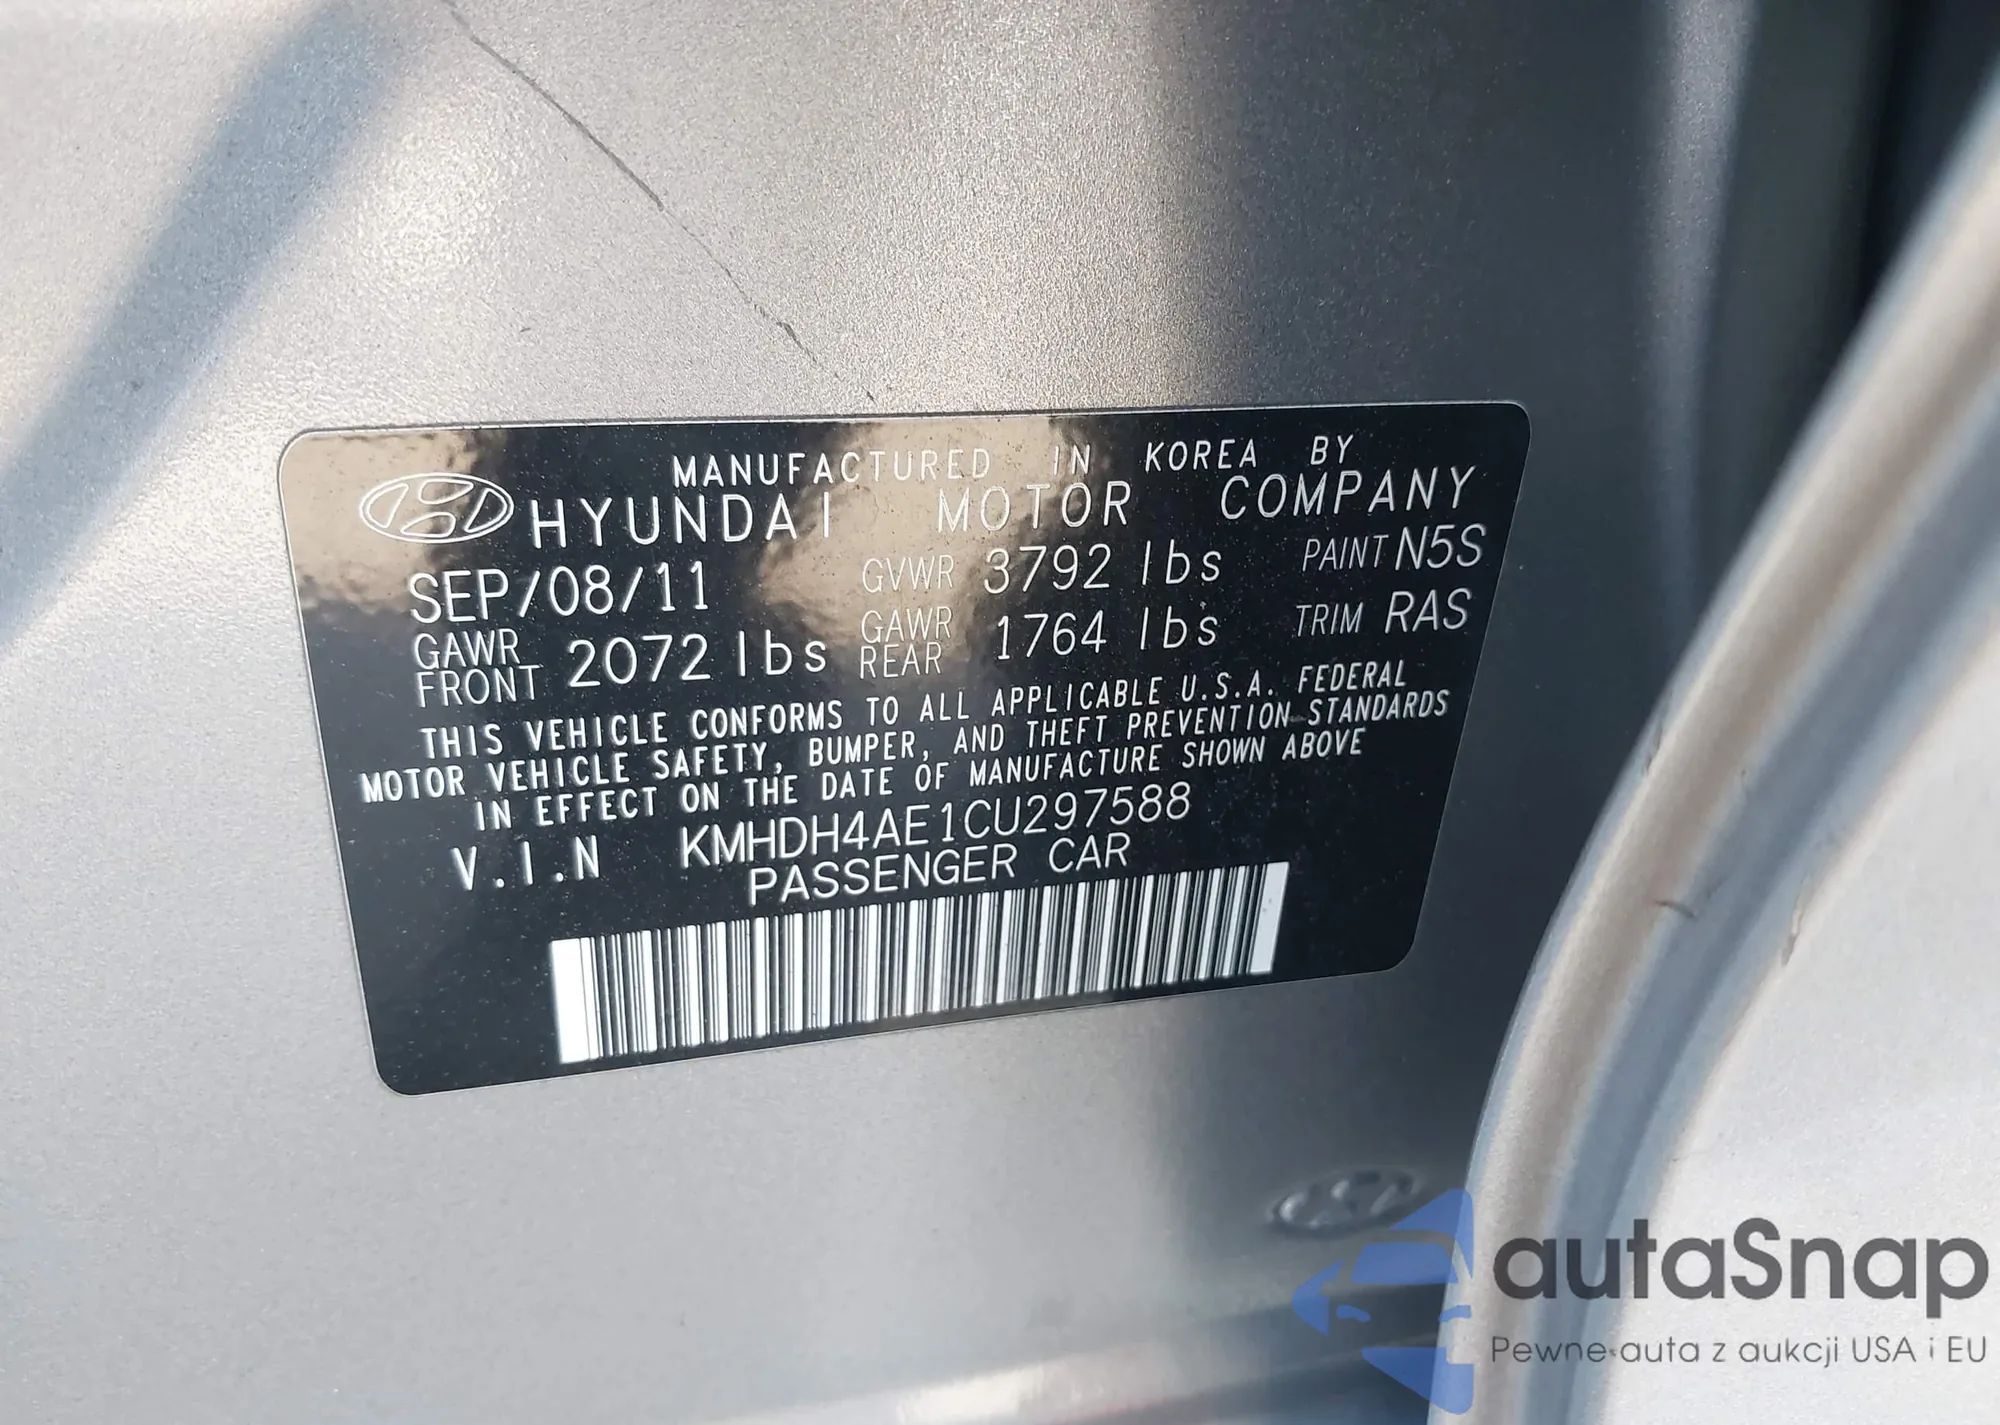 MANUFACTURED IN KOREA BY
HYUNDAI MOTOR COMPANY
SEP/08/11 GVWR 3792 lbs PAINT N5S
GAWR FRONT 2072 lbs GAWR REAR 1764 lbs TRIM RAS
THIS VEHICLE CONFORMS TO ALL APPLICABLE U.S.A. FEDERAL
MOTOR VEHICLE SAFETY, BUMPER, AND THEFT PREVENTION STANDARDS
IN EFFECT ON THE DATE OF MANUFACTURE SHOWN ABOVE
V.I.N KMHDH4AE1CU297588
PASSENGER CAR
autaSnap
Pewne auta z aukcji USA i EU